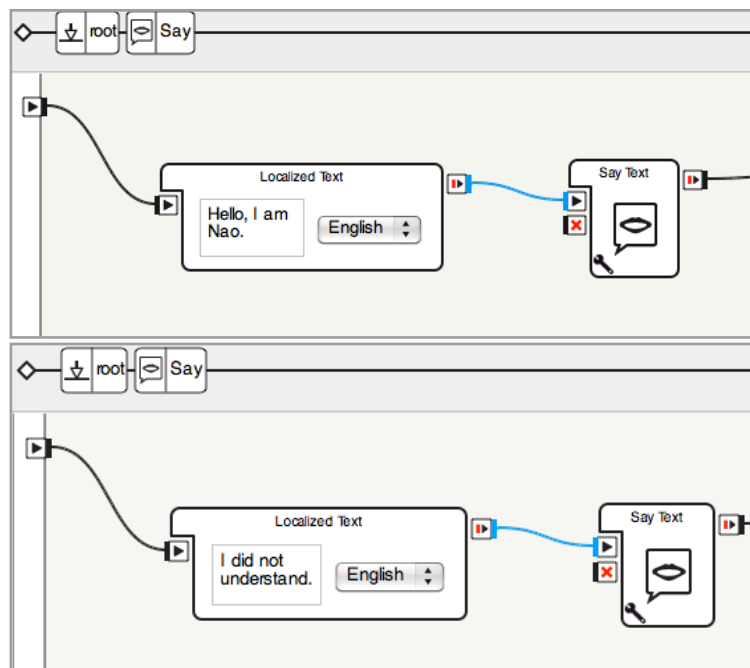 root Say
Localized Text
Say Text
Hello, I am
Nao.
English
root Say
Localized Text
Say Text
I did not
understand.
English